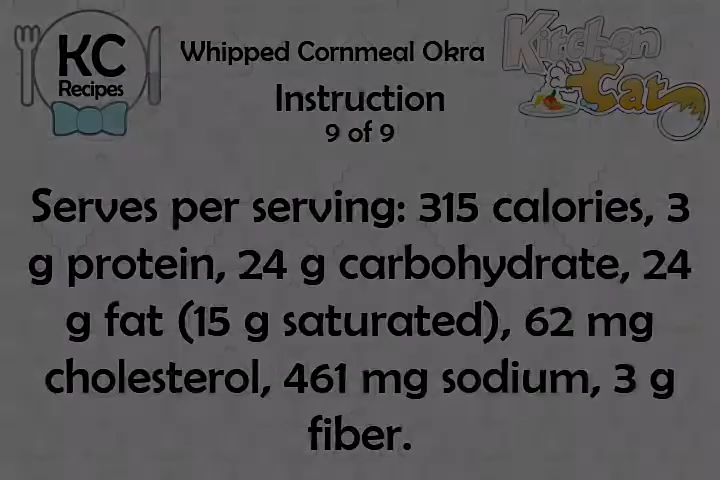 KC
Recipes
Whipped Cornmeal Okra
Kitchen
Cat
Instruction
9 of 9
Serves per serving: 315 calories, 3
g protein, 24 g carbohydrate, 24
g fat (15 g saturated), 62 mg
cholesterol, 461 mg sodium, 3 g
fiber.